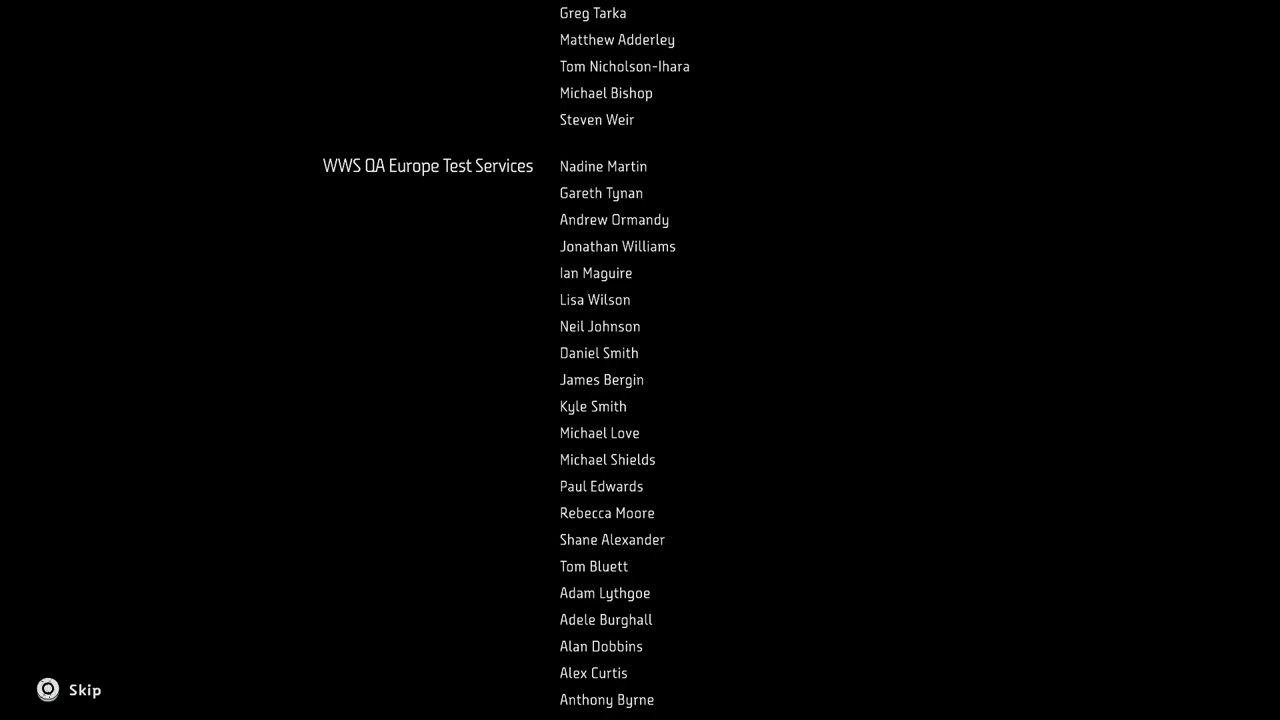 Greg Tarka
Matthew Adderley
Tom Nicholson-Ihara
Michael Bishop
Steven Weir
WWS QA Europe Test Services Nadine Martin
Gareth Tynan
Andrew Ormandy
Jonathan Williams
Ian Maguire
Lisa Wilson
Neil Johnson
Daniel Smith
James Bergin
Kyle Smith
Michael Love
Michael Shields
Paul Edwards
Rebecca Moore
Shane Alexander
Tom Bluett
Adam Lythgoe
Adele Burghall
Alan Dobbins
Alex Curtis
Anthony Byrne
Skip